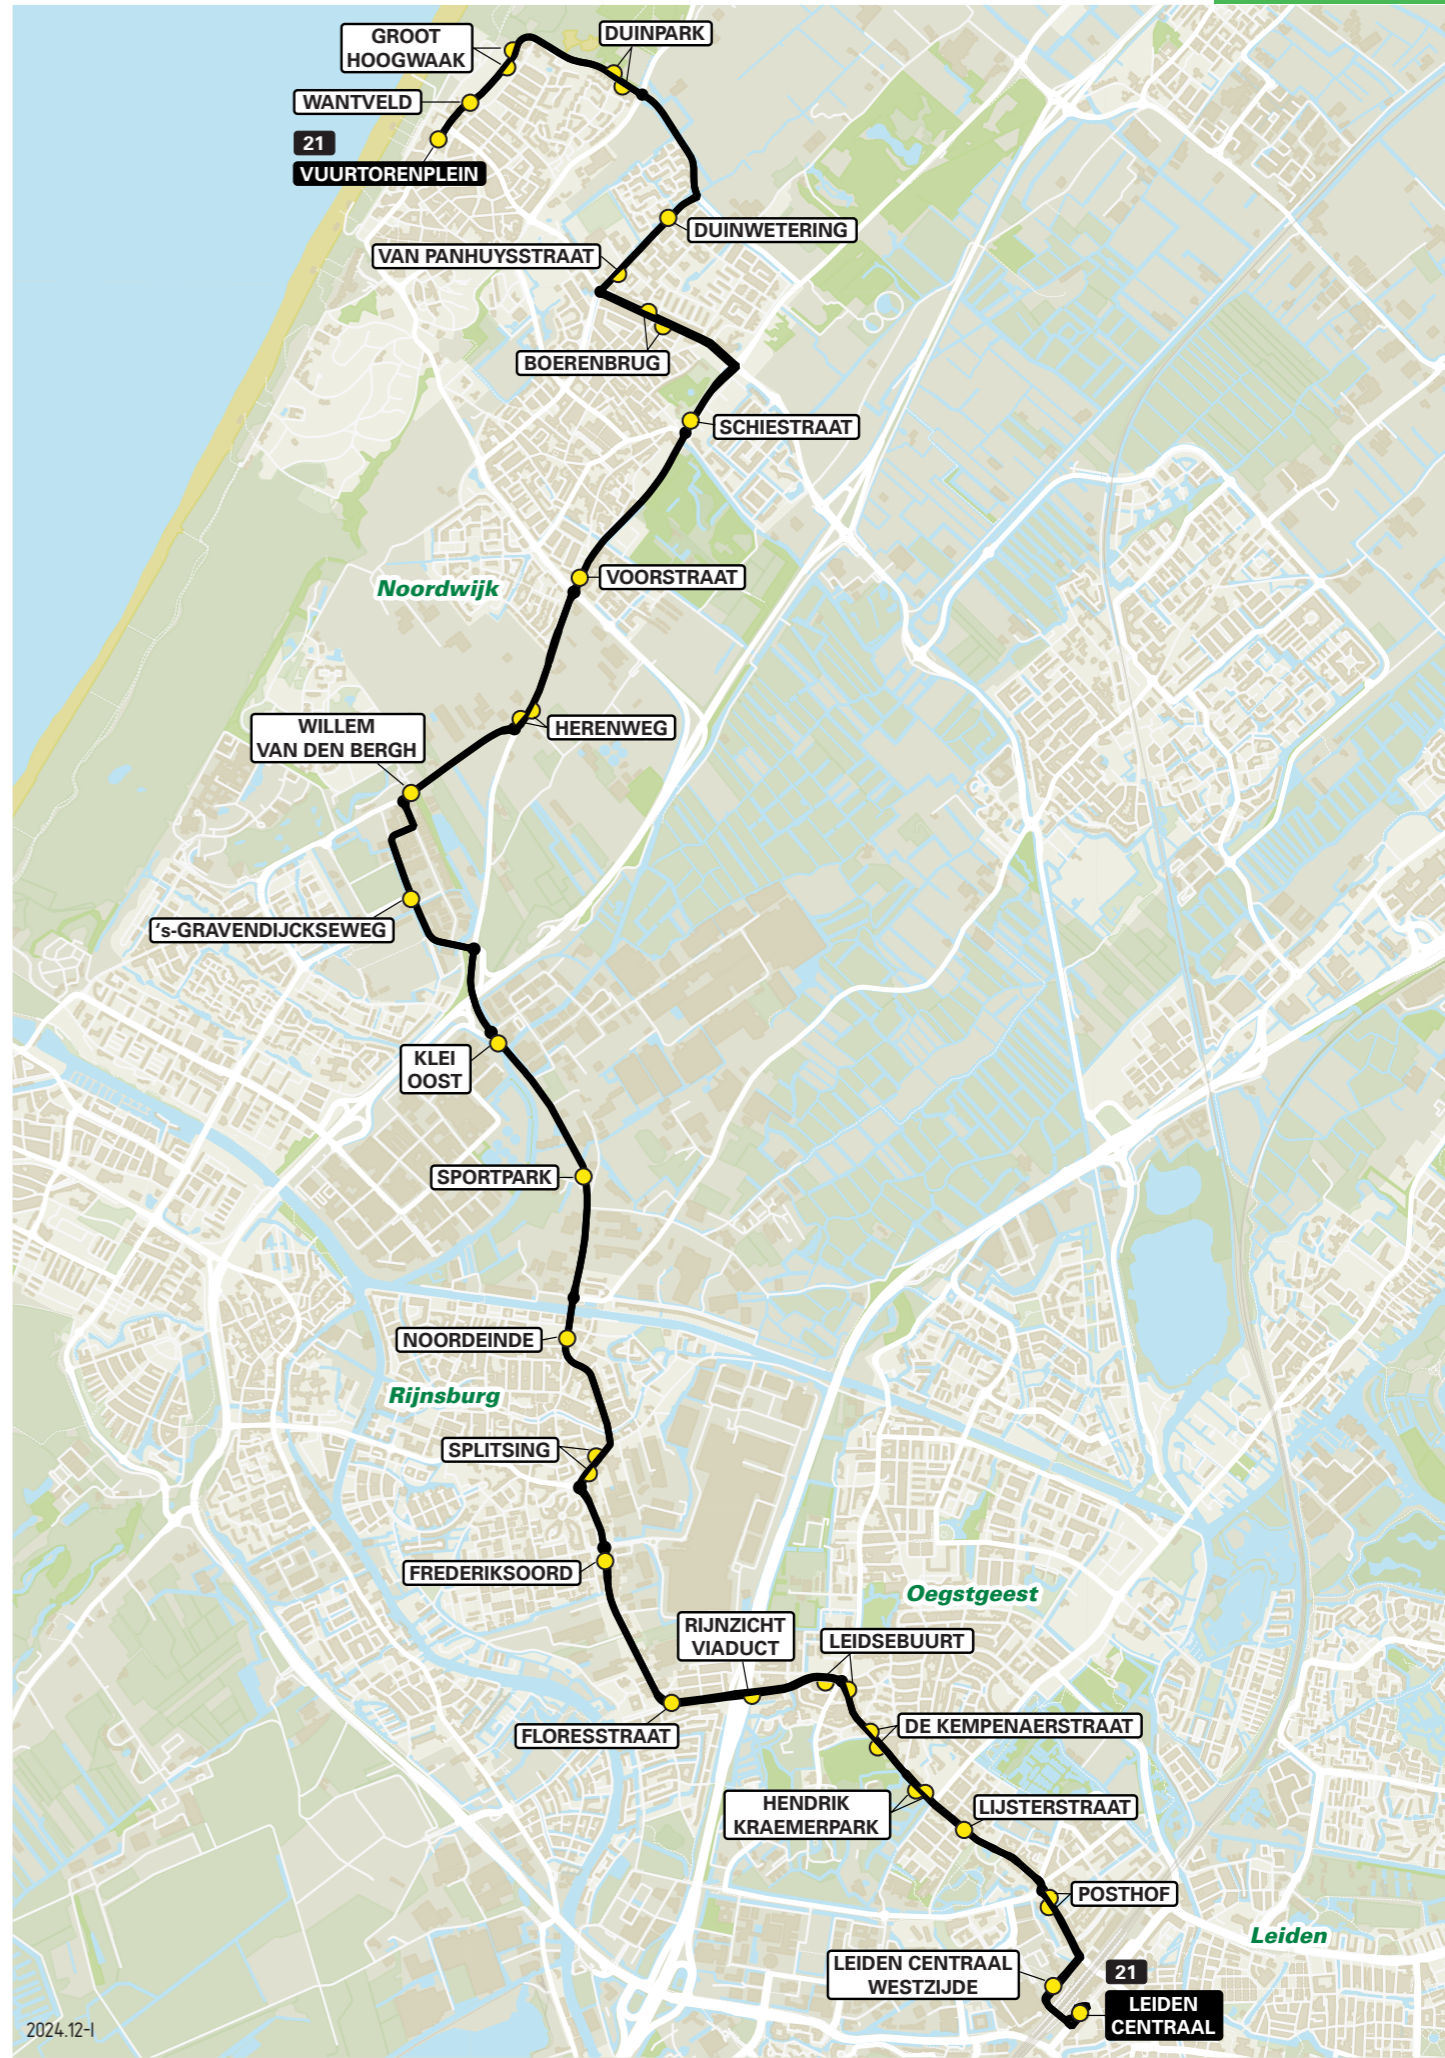 GROOT
HOOGWAAK
DUINPARK
WANTVELD
21
VUURTORENPLEIN
DUINWETERING
VAN PANHUYSSTRAAT
BOERENBRUG
SCHIESTRAAT
VOORSTRAAT
Noordwijk
HERENWEG
WILLEM
VAN DEN BERGH
‘s-GRAVENDIJCKSEWEG
KLEI
OOST
SPORTPARK
NOORDEINDE
Rijnsburg
SPLITSING
FREDERIKSOORD
Oegstgeest
RIJNZICHT
VIADUCT
LEIDSEBUURT
FLORESSTRAAT
DE KEMPENAERSTRAAT
HENDRIK
KRAEMERPARK
LIJSTERSTRAAT
POSTHOF
Leiden
LEIDEN CENTRAAL
WESTZIJDE
21
LEIDEN
CENTRAAL
2024.12-I